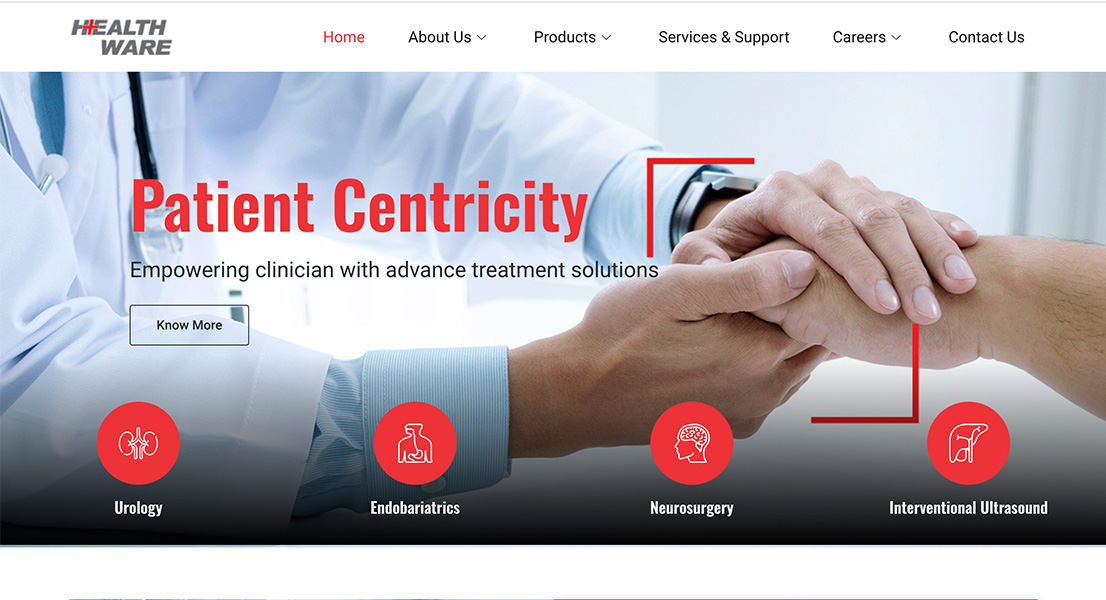 HEALTH
WARE
Home About Us Products Services & Support Careers Contact Us
Patient Centricity
Empowering clinician with advance treatment solutions
Know More
Urology Endobariatrics Neurosurgery Interventional Ultrasound